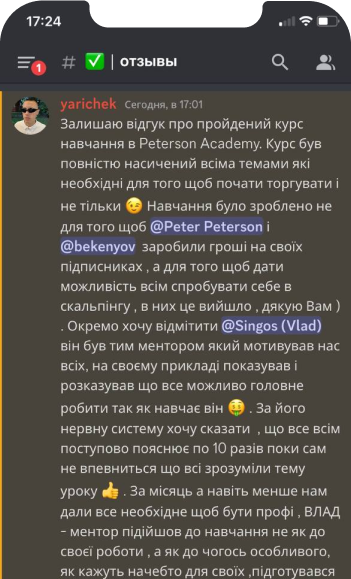 17:24
1
# ✅ | отзывы
yarichek Сегодня, в 17:01
Залишаю відгук про пройдений курс
навчання в Peterson Academy. Курс був
повністю насичений всіма темами які
необхідні для того щоб почати торгувати і
не тільки 😉 Навчання було зроблено не
для того щоб @Peter Peterson і
@bekenyov заробили гроші на своїх
підписниках , а для того щоб дати
можливість всім спробувати себе в
скальпінгу , в них це вийшло , дякую Вам )
. Окремо хочу відмітити @Singos (Vlad)
він був тим ментором який мотивував нас
всіх, на своєму прикладі показував і
розказував що все можливо головне
робити так як навчає він 🤑 . За його
нервну систему хочу сказати , що все всім
поступово пояснює по 10 разів поки сам
не впевниться що всі зрозуміли тему
уроку 👍 . За місяць а навіть менше нам
дали все необхідне щоб бути профі , ВЛАД
- ментор підійшов до навчання не як до
своєї роботи , а як до чогось особливого,
як кажуть начебто для своїх ,підготувався